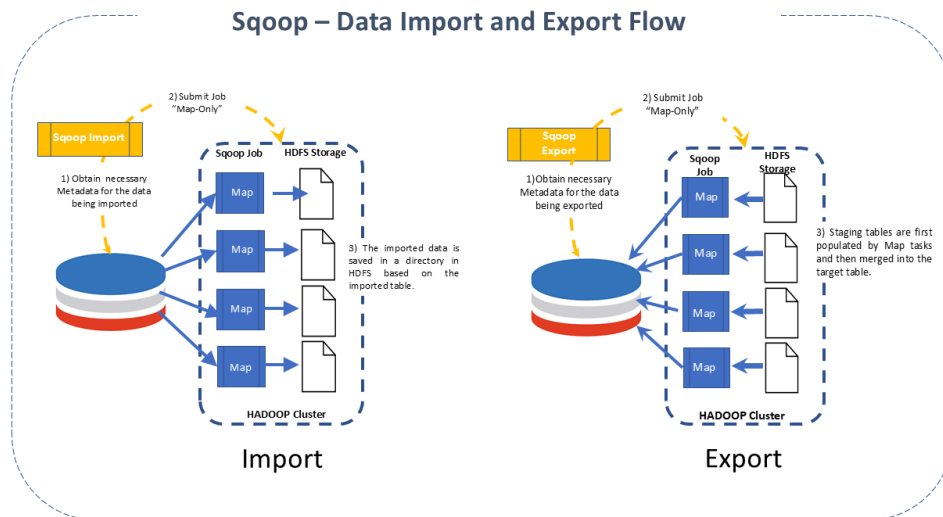 Sqoop – Data Import and Export Flow
2) Submit Job
“Map-Only”
Sqoop Import
Sqoop Job
HDFS Storage
1) Obtain necessary
Metadata for the data
being imported
Map
Map
Map
Map
3) The imported data is
saved in a directory in
HDFS based on the
imported table.
HADOOP Cluster
Import
2) Submit Job
“Map-Only”
Sqoop
Export
Sqoop
Job
HDFS
Storage
1)Obtain necessary
Metadata for the data
being exported
Map
Map
Map
Map
3) Staging tables are first
populated by Map tasks
and then merged into the
target table.
HADOOP Cluster
Export